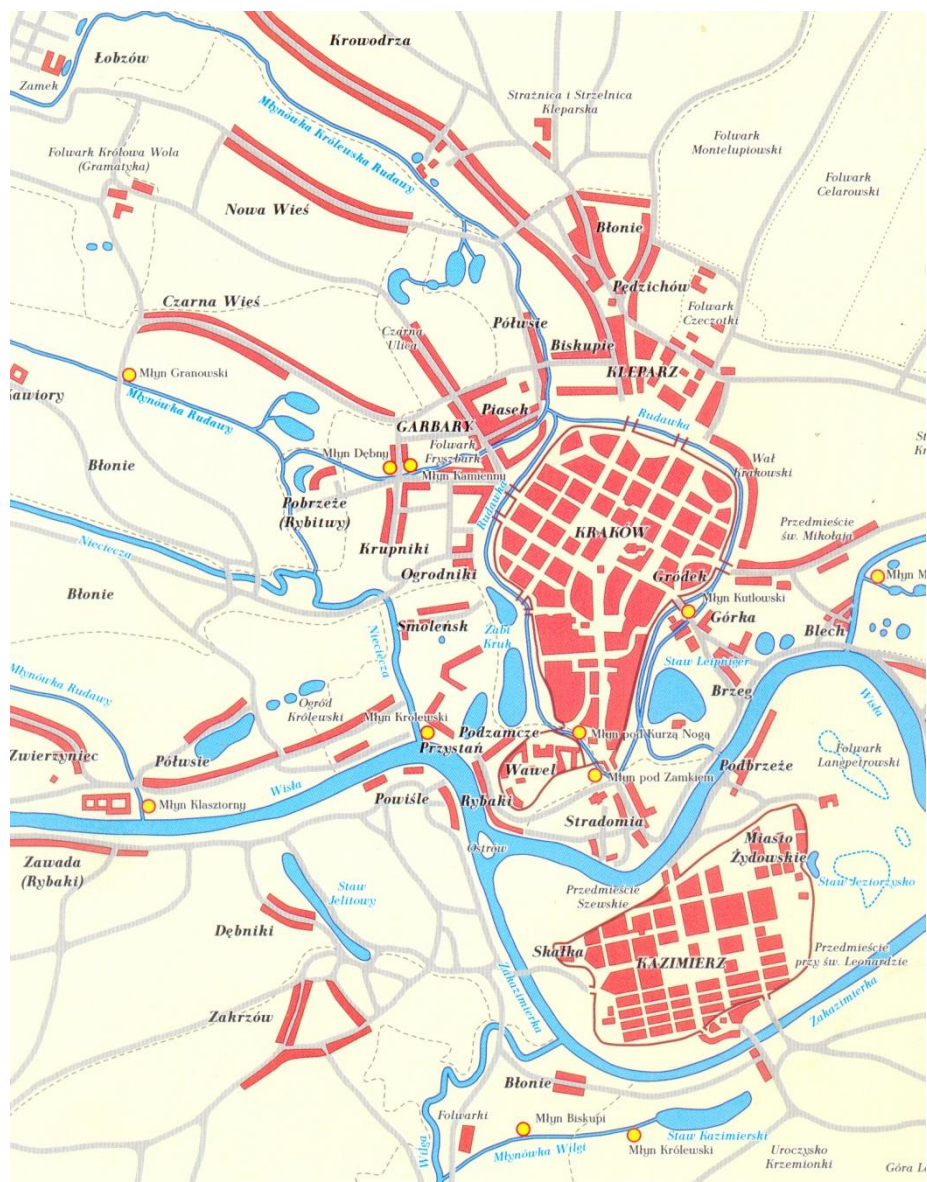 Krowodrza
Łobzów
Zamek
Strażnica i Strzelnica
Kleparska
Młynówka Królewska Rudawy
Folwark
Montelupiowski
Folwark Królowa Wola
(Gramatyka)
Folwark
Celarowski
Nowa Wieś
Błonie
Pędzichów
Czarna Wieś
Folwark
Czeczotki
Półwsie
Czarna
Ulica
Biskupie
KLEPARZ
Młyn Granowski
Młynówka Rudawy
Piasek
Rudawka
GARBARY
Folwark
Fryszbark
Wał
Krakowski
Młyn Dębny
Młyn Kamienny
Błonie
Pobrzeże
(Rybitwy)
Rudawka
KRAKÓW
Przedmieście
św. Mikołaja
Nieciecza
Krupniki
Ogrodniki
Gródek
Młyn M
Młyn Kutlowski
Błonie
Górka
Blech
Smoleńsk
Żabi
Kruk
Nieciecza
Staw Leipniger
Brzeg
Wisła
Młynówka Rudawy
Ogród
Królewski
Młyn Królewski
Podzamcze
Młyn pod Kurzą Nogą
Przystań
Zwierzyniec
Półwsie
Wawel
Podbrzeże
Folwark
Langpetrowski
Młyn pod Zamkiem
Wisła
Powiśle
Rybaki
Młyn Klasztorny
Stradomia
Ostrów
Miasto
Żydowskie
Zawada
(Rybaki)
Staw
Jelitowy
Przedmieście
Szewskie
Staw Jeziorzysko
Dębniki
Skałka
KAZIMIERZ
Przedmieście
przy św. Leonardzie
Zakrzów
Zakazimierka
Zakazimierka
Błonie
Folwarki
Młyn Biskupi
Wilga
Młynówka Wilgi
Młyn Królewski
Staw Kazimierski
Uroczysko
Krzemionki
Góra